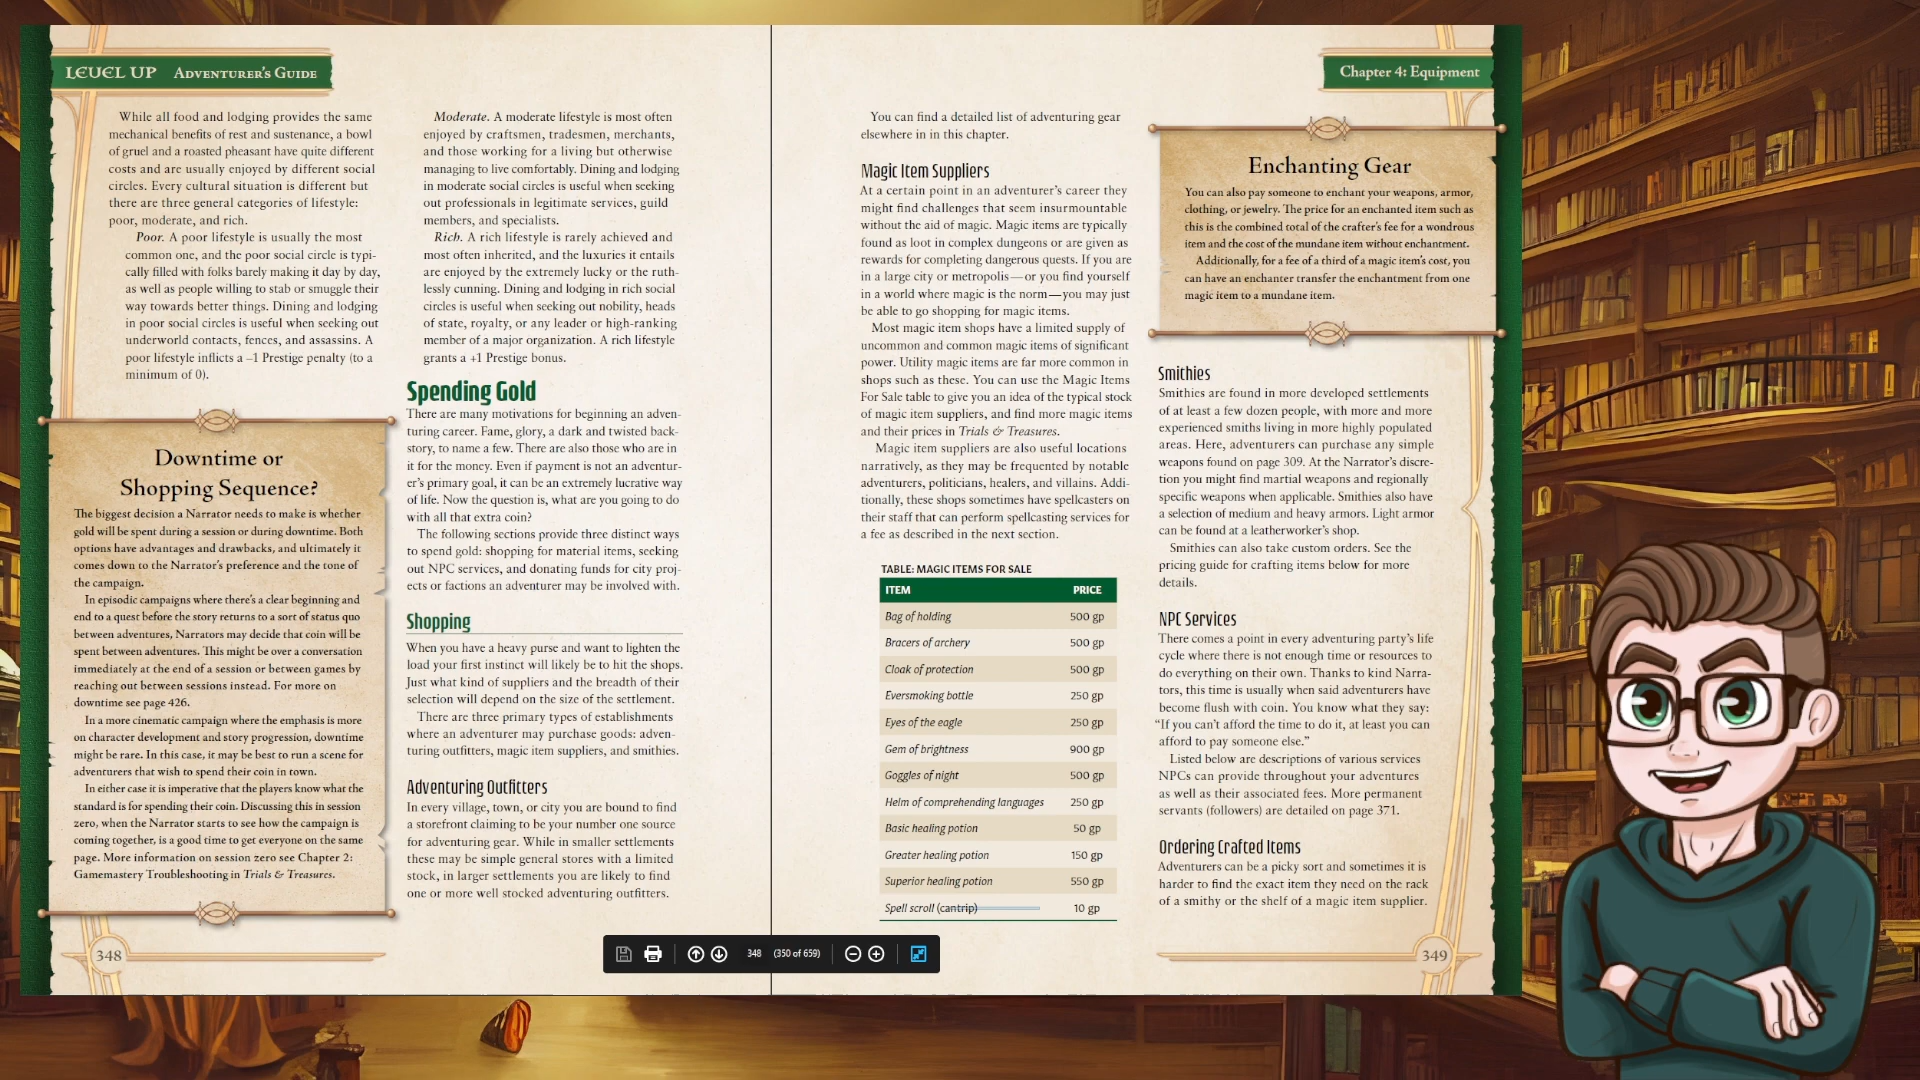 LEVEL UP Adventurer's Guide
While all food and lodging provides the same
mechanical benefits of rest and sustenance, a bowl
of gruel and a roasted pheasant have quite different
costs and are usually enjoyed by different social
circles. Every cultural situation is different but
there are three general categories of lifestyle:
poor, moderate, and rich.
Poor. A poor lifestyle is usually the most
common one, and the poor social circle is typi-
cally filled with folks barely making it day by day,
as well as people willing to stab or smuggle their
way towards better things. Dining and lodging
in poor social circles is useful when seeking out
underworld contacts, fences, and assassins. A
poor lifestyle inflicts a –1 Prestige penalty (to a
minimum of 0).
Downtime or
Shopping Sequence?
The biggest decision a Narrator needs to make is whether
gold will be spent during a session or during downtime. Both
options have advantages and drawbacks, and ultimately it
comes down to the Narrator's preference and the tone of
the campaign.
In episodic campaigns where there's a clear beginning and
end to a quest before the story returns to a sort of status quo
between adventures, Narrators may decide that coin will be
spent between adventures. This might be over a conversation
immediately at the end of a session or between games by
reaching out between sessions instead. For more on
downtime see page 426.
In a more cinematic campaign where the emphasis is more
on character development and story progression, downtime
might be rare. In this case, it may be best to run a scene for
adventurers that wish to spend their coin in town.
In either case it is imperative that the players know what the
standard is for spending their coin. Discussing this in session
zero, when the Narrator starts to see how the campaign is
coming together, is a good time to get everyone on the same
page. More information on session zero see Chapter 2:
Gamemastery Troubleshooting in Trials & Treasures.
348
Moderate. A moderate lifestyle is most often
enjoyed by craftsmen, tradesmen, merchants,
and those working for a living but otherwise
managing to live comfortably. Dining and lodging
in moderate social circles is useful when seeking
out professionals in legitimate services, guild
members, and specialists.
Rich. A rich lifestyle is rarely achieved and
most often inherited, and the luxuries it entails
are enjoyed by the extremely lucky or the ruth-
lessly cunning. Dining and lodging in rich social
circles is useful when seeking out nobility, heads
of state, royalty, or any leader or high-ranking
member of a major organization. A rich lifestyle
grants a +1 Prestige bonus.
Spending Gold
There are many motivations for beginning an adven-
turing career. Fame, glory, a dark and twisted back-
story, to name a few. There are also those who are in
it for the money. Even if payment is not an adventur-
er's primary goal, it can be an extremely lucrative way
of life. Now the question is, what are you going to do
with all that extra coin?
The following sections provide three distinct ways
to spend gold: shopping for material items, seeking
out NPC services, and donating funds for city proj-
ects or factions an adventurer may be involved with.
Shopping
When you have a heavy purse and want to lighten the
load your first instinct will likely be to hit the shops.
Just what kind of suppliers and the breadth of their
selection will depend on the size of the settlement.
There are three primary types of establishments
where an adventurer may purchase goods: adven-
turing outfitters, magic item suppliers, and smithies.
Adventuring Outfitters
In every village, town, or city you are bound to find
a storefront claiming to be your number one source
for adventuring gear. While in smaller settlements
these may be simple general stores with a limited
stock, in larger settlements you are likely to find
one or more well stocked adventuring outfitters.
Chapter 4: Equipment
You can find a detailed list of adventuring gear
elsewhere in in this chapter.
Magic Item Suppliers
At a certain point in an adventurer's career they
might find challenges that seem insurmountable
without the aid of magic. Magic items are typically
found as loot in complex dungeons or are given as
rewards for completing dangerous quests. If you are
in a large city or metropolis—or you find yourself
in a world where magic is the norm—you may just
be able to go shopping for magic items.
Most magic item shops have a limited supply of
uncommon and common magic items of significant
power. Utility magic items are far more common in
shops such as these. You can use the Magic Items
For Sale table to give you an idea of the typical stock
of magic item suppliers, and find more magic items
and their prices in Trials & Treasures.
Magic item suppliers are also useful locations
narratively, as they may be frequented by notable
adventurers, politicians, healers, and villains. Addi-
tionally, these shops sometimes have spellcasters on
their staff that can perform spellcasting services for
a fee as described in the next section.
TABLE: MAGIC ITEMS FOR SALE
ITEM PRICE
Bag of holding 500 gp
Bracers of archery 500 gp
Cloak of protection 500 gp
Eversmoking bottle 250 gp
Eyes of the eagle 250 gp
Gem of brightness 900 gp
Goggles of night 500 gp
Helm of comprehending languages 250 gp
Basic healing potion 50 gp
Greater healing potion 150 gp
Superior healing potion 550 gp
Spell scroll (cantrip) 10 gp
Enchanting Gear
You can also pay someone to enchant your weapons, armor,
clothing, or jewelry. The price for an enchanted item such as
this is the combined total of the crafter's fee for a wondrous
item and the cost of the mundane item without enchantment.
Additionally, for a fee of a third of a magic item's cost, you
can have an enchanter transfer the enchantment from one
magic item to a mundane item.
Smithies
Smithies are found in more developed settlements
of at least a few dozen people, with more and more
experienced smiths living in more highly populated
areas. Here, adventurers can purchase any simple
weapons found on page 309. At the Narrator's discre-
tion you might find martial weapons and regionally
specific weapons when applicable. Smithies also have
a selection of medium and heavy armors. Light armor
can be found at a leatherworker's shop.
Smithies can also take custom orders. See the
pricing guide for crafting items below for more
details.
NPC Services
There comes a point in every adventuring party's life
cycle where there is not enough time or resources to
do everything on their own. Thanks to kind Narra-
tors, this time is usually when said adventurers have
become flush with coin. You know what they say:
“If you can't afford the time to do it, at least you can
afford to pay someone else.”
Listed below are descriptions of various services
NPCs can provide throughout your adventures
as well as their associated fees. More permanent
servants (followers) are detailed on page 371.
Ordering Crafted Items
Adventurers can be a picky sort and sometimes it is
harder to find the exact item they need on the rack
of a smithy or the shelf of a magic item supplier.
349
348 (350 of 659)